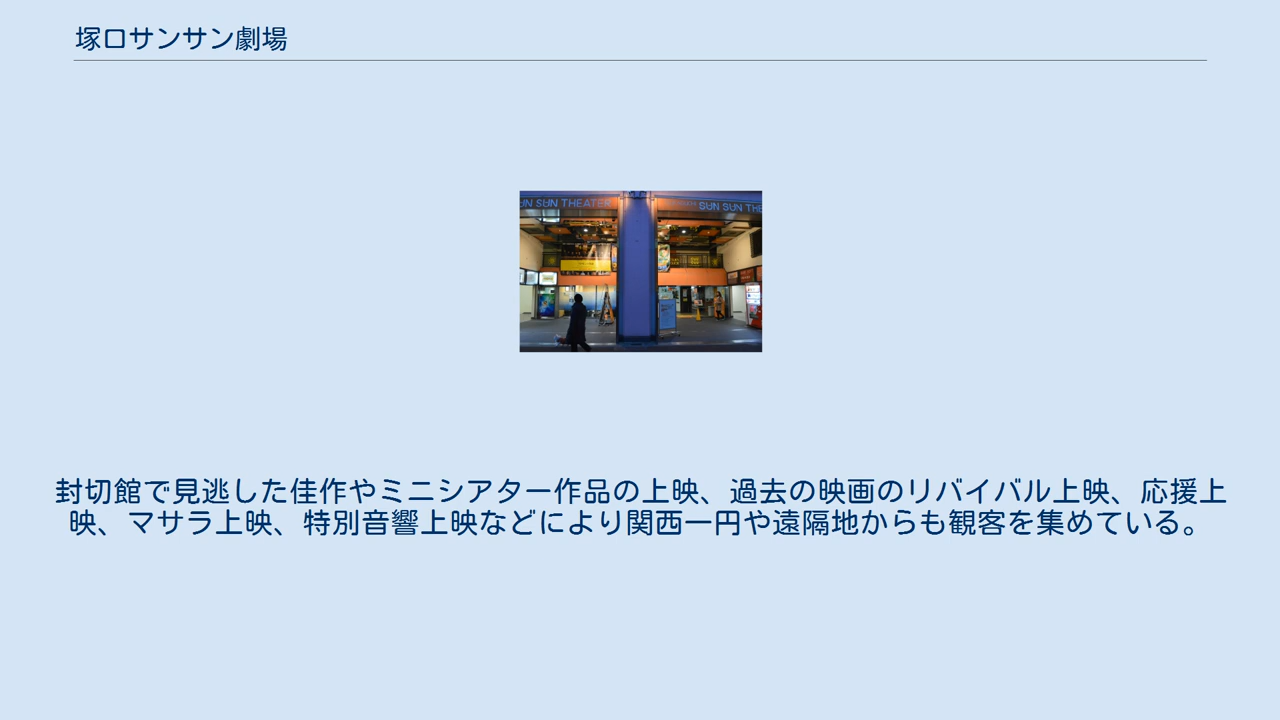 塚口サンサン劇場
UN SUN THEATER
SUN SUN THE
封切館で見逃した佳作やミニシアター作品の上映、過去の映画のリバイバル上映、応援上
映、マサラ上映、特別音響上映などにより関西一円や遠隔地からも観客を集めている。